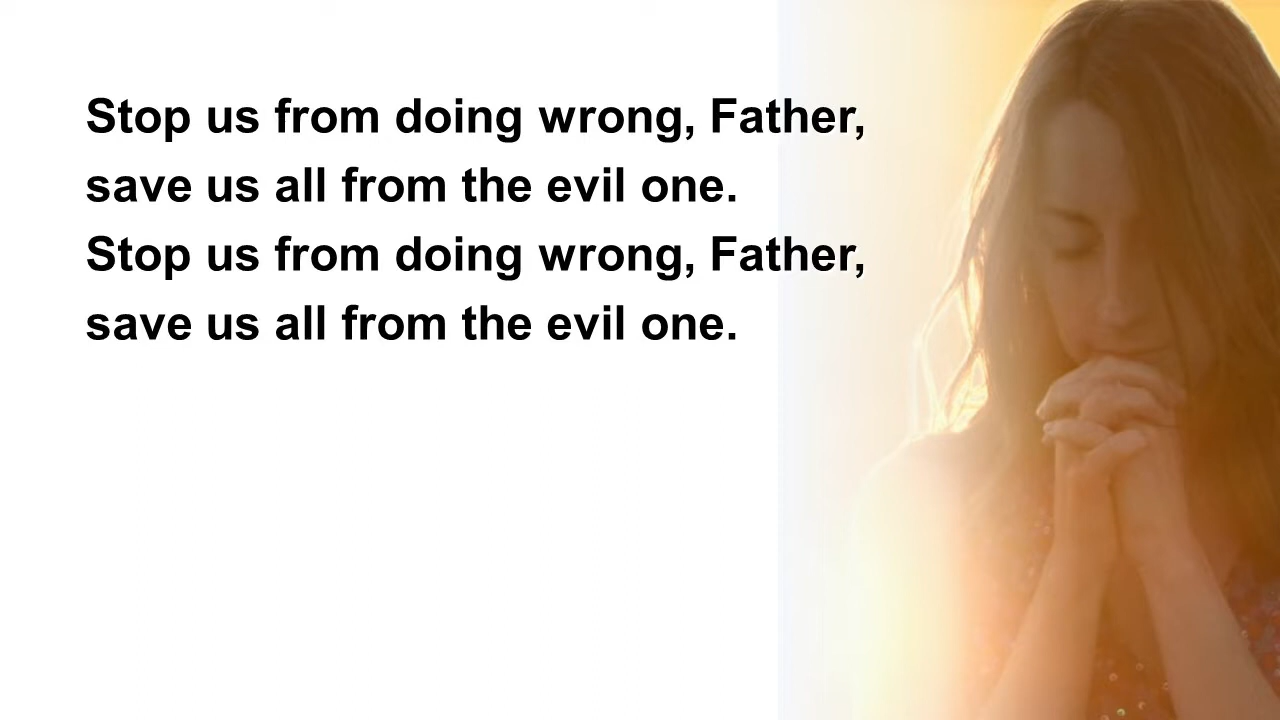 Stop us from doing wrong, Father,
save us all from the evil one.
Stop us from doing wrong, Father,
save us all from the evil one.